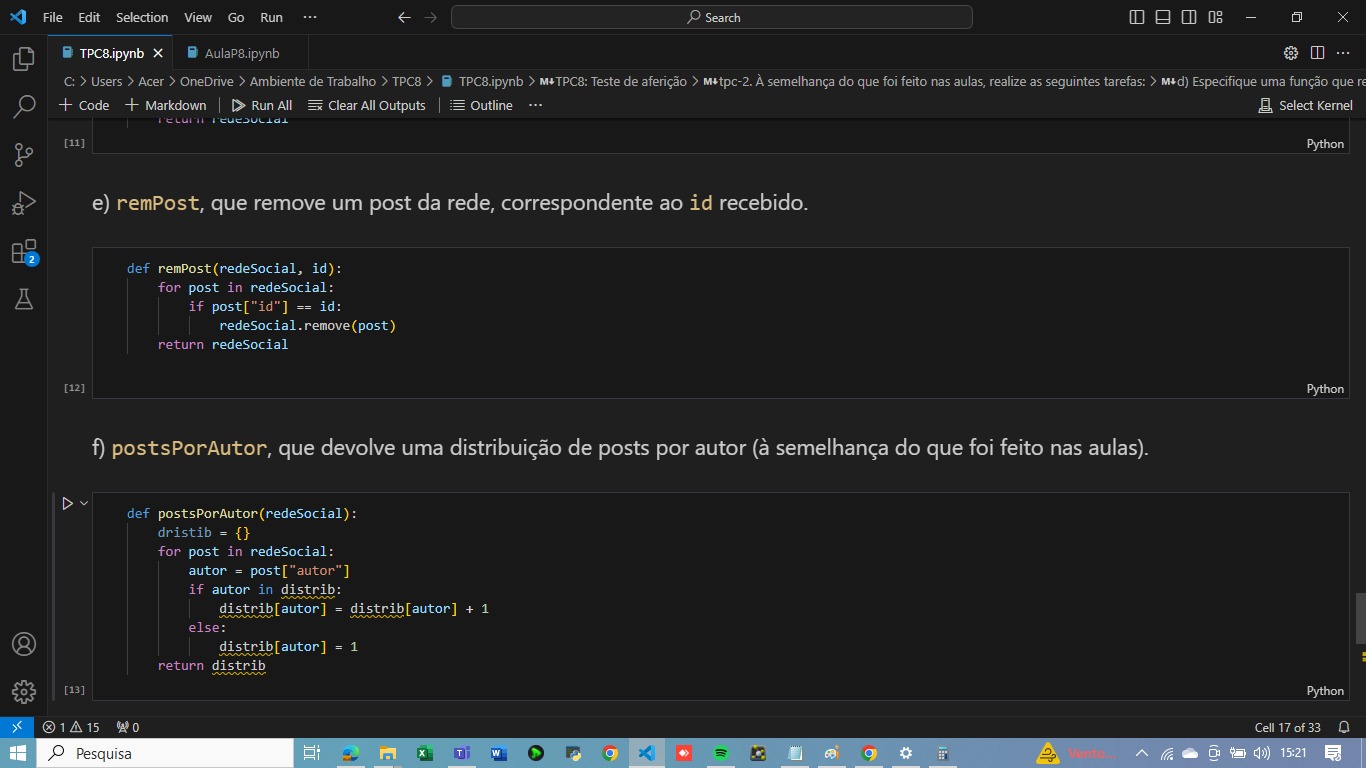 File Edit Selection View Go Run ··· Search
TPC8.ipynb AulaP8.ipynb
C: > Users > Acer > OneDrive > Ambiente de Trabalho > TPC8 > TPC8.ipynb > M↓TPC8: Teste de aferição > M↓tpc-2. À semelhança do que foi feito nas aulas, realize as seguintes tarefas: > M↓d) Especifique uma função que re
+ Code + Markdown Run All Clear All Outputs Outline ··· Select Kernel
return redeSocial
[11] Python
e) remPost, que remove um post da rede, correspondente ao id recebido.
def remPost(redeSocial, id):
for post in redeSocial:
if post["id"] == id:
redeSocial.remove(post)
return redeSocial
[12] Python
f) postsPorAutor, que devolve uma distribuição de posts por autor (à semelhança do que foi feito nas aulas).
def postsPorAutor(redeSocial):
dristib = {}
for post in redeSocial:
autor = post["autor"]
if autor in distrib:
distrib[autor] = distrib[autor] + 1
else:
distrib[autor] = 1
return distrib
[13] Python
2
1 15 0 Cell 17 of 33
Pesquisa Vento... 15:21